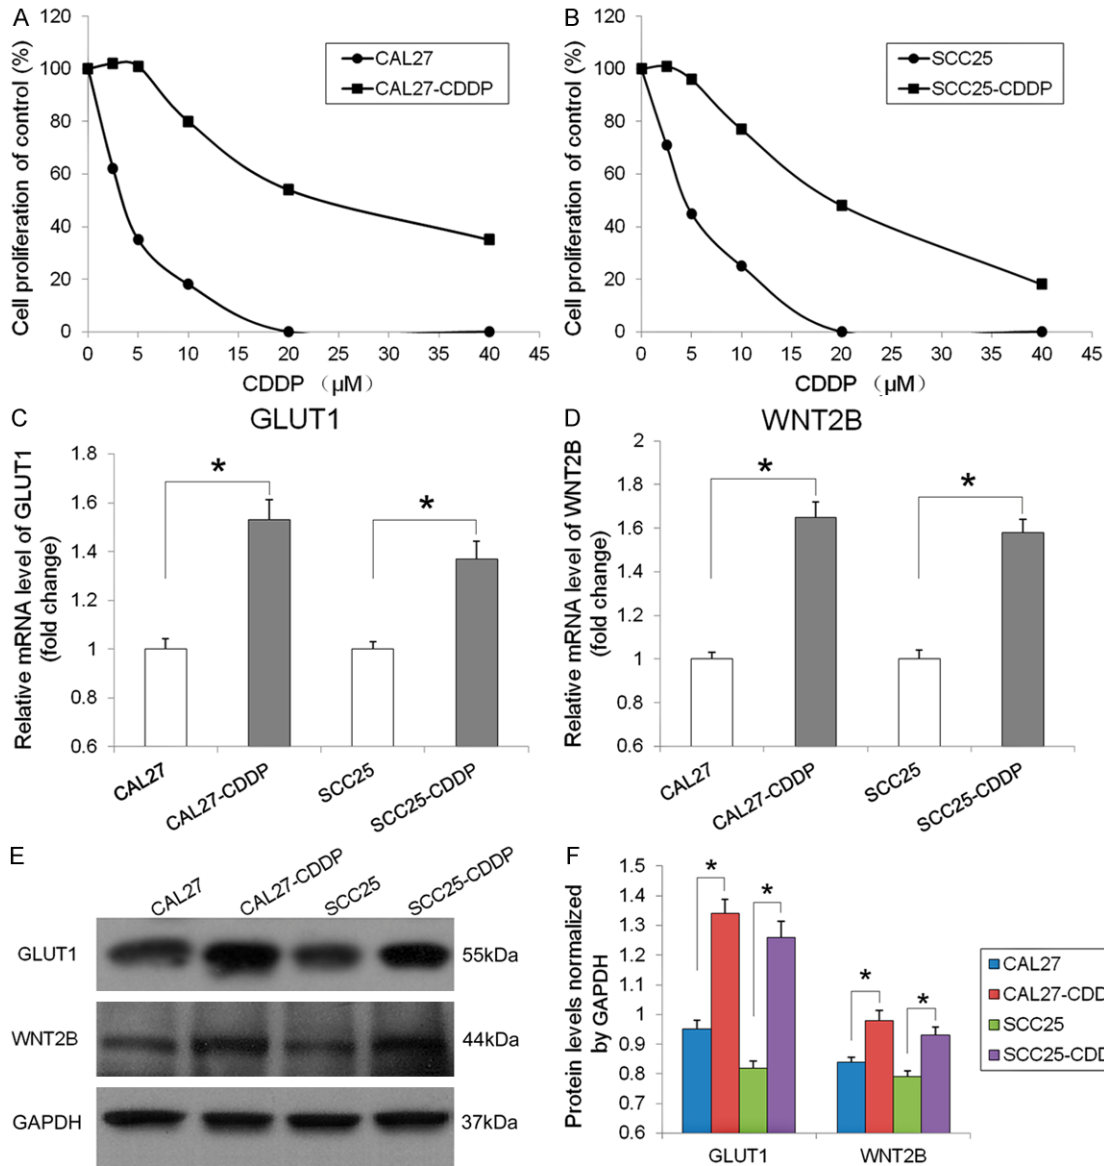 A
120
100
80
60
40
20
0
Cell proliferation of control (%)
CAL27
CAL27-CDDP
0 5 10 15 20 25 30 35 40 45
CDDP （μM）
B
120
100
80
60
40
20
0
Cell proliferation of control (%)
SCC25
SCC25-CDDP
0 5 10 15 20 25 30 35 40 45
CDDP （μM）
C
GLUT1
Relative mRNA level of GLUT1
(fold change)
1.8
1.6
1.4
1.2
1
0.8
0.6
*
*
CAL27
CAL27-CDDP
SCC25
SCC25-CDDP
D
WNT2B
Relative mRNA level of WNT2B
(fold change)
2
1.8
1.6
1.4
1.2
1
0.8
0.6
*
*
CAL27
CAL27-CDDP
SCC25
SCC25-CDDP
E
CAL27
CAL27-CDDP
SCC25
SCC25-CDDP
GLUT1
55kDa
WNT2B
44kDa
GAPDH
37kDa
F
Protein levels normalized
by GAPDH
1.5
1.4
1.3
1.2
1.1
1
0.9
0.8
0.7
0.6
*
*
*
*
GLUT1
WNT2B
CAL27
CAL27-CDD
SCC25
SCC25-CDD